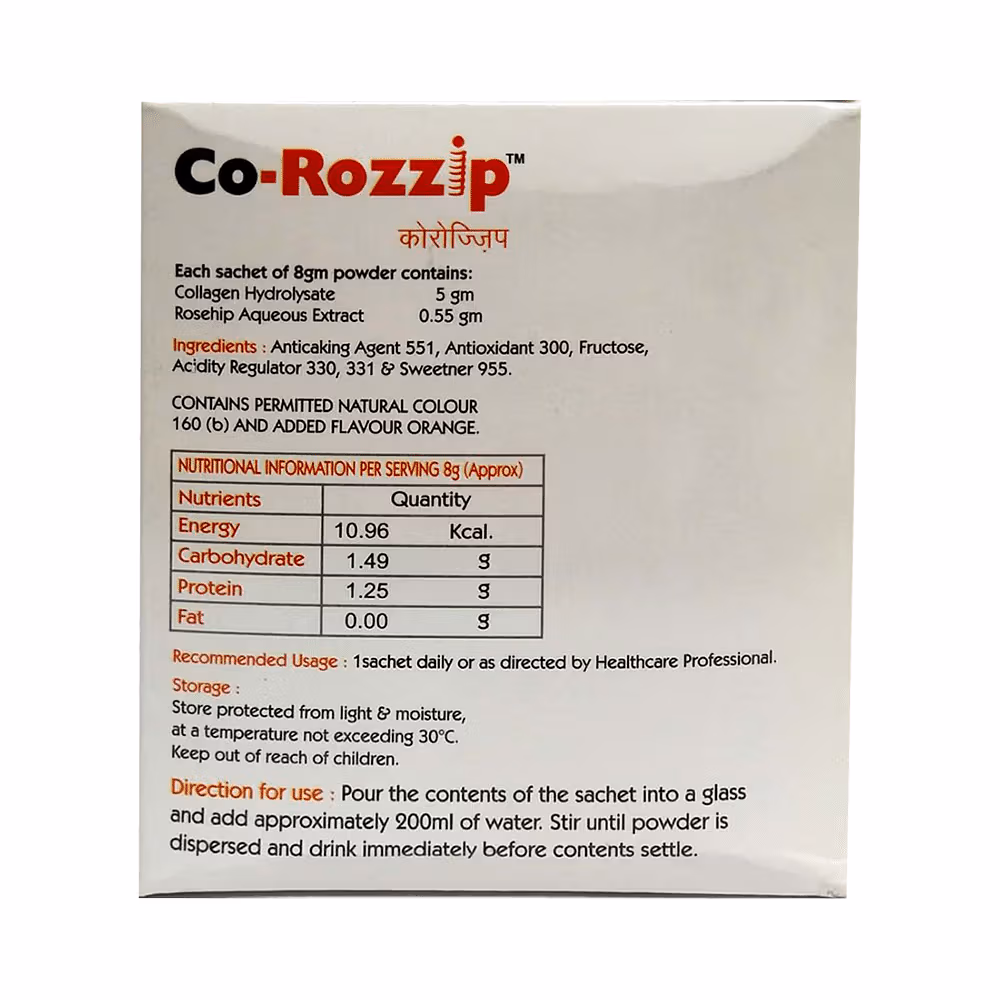 Co-Rozzip™
कोरोज्ज़िप
Each sachet of 8gm powder contains:
Collagen Hydrolysate 5 gm
Rosehip Aqueous Extract 0.55 gm
Ingredients : Anticaking Agent 551, Antioxidant 300, Fructose,
Acidity Regulator 330, 331 & Sweetner 955.
CONTAINS PERMITTED NATURAL COLOUR
160 (b) AND ADDED FLAVOUR ORANGE.
NUTRITIONAL INFORMATION PER SERVING 8g (Approx)
Nutrients Quantity
Energy 10.96 Kcal.
Carbohydrate 1.49 g
Protein 1.25 g
Fat 0.00 g
Recommended Usage : 1sachet daily or as directed by Healthcare Professional.
Storage :
Store protected from light & moisture,
at a temperature not exceeding 30°C.
Keep out of reach of children.
Direction for use : Pour the contents of the sachet into a glass
and add approximately 200ml of water. Stir until powder is
dispersed and drink immediately before contents settle.